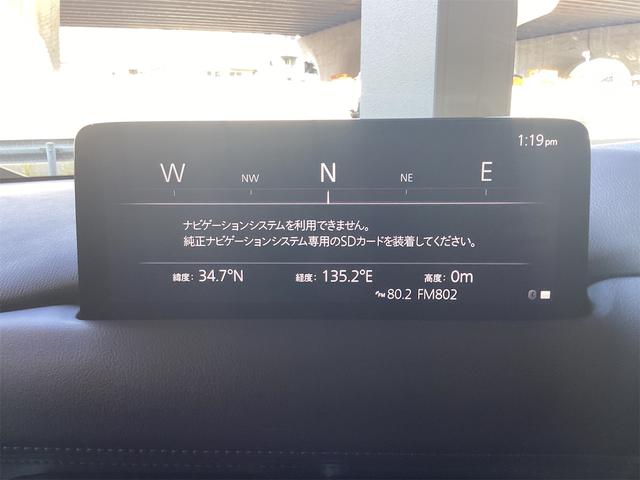 1:19pm
W NW N NE E
ナビゲーションシステムを利用できません。
純正ナビゲーションシステム専用のSDカードを装着してください。
緯度: 34.7°N 経度: 135.2°E 高度: 0m
FM 80.2 FM802